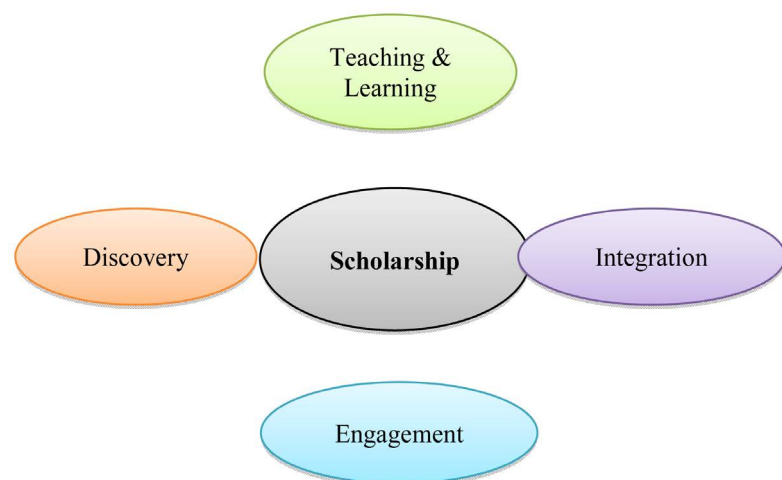 Teaching &
Learning
Discovery
Scholarship
Integration
Engagement